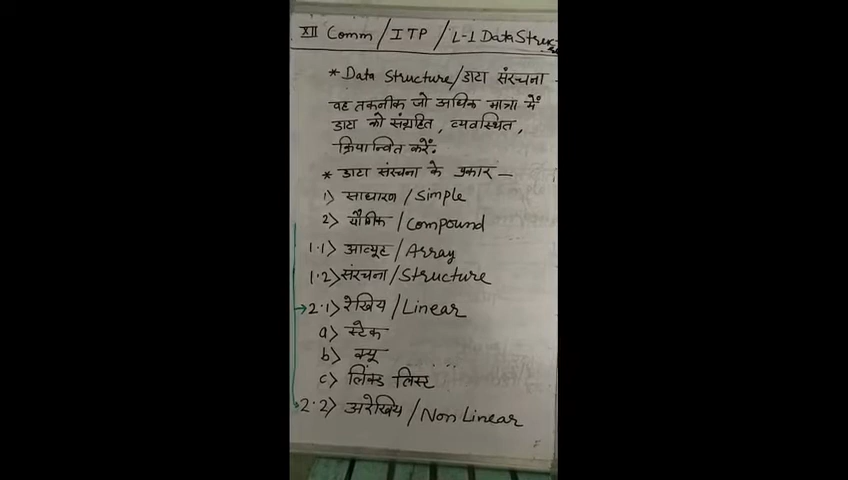 XII Comm / ITP / L-1 Data Structure
* Data Structure/डाटा संरचना -
वह तकनीक जो अधिक मात्रा में
डाटा को संग्रहित, व्यवस्थित,
क्रियान्वित करें।
* डाटा संरचना के प्रकार —
1) साधारण / Simple
2) यौगिक / Compound
1.1) आव्यूह / Array
1.2) संरचना / Structure
→ 2.1) रेखिय / Linear
a) स्टेक
b) क्यू
c) लिंक्ड लिस्ट
2.2) अरेखिय / Non Linear